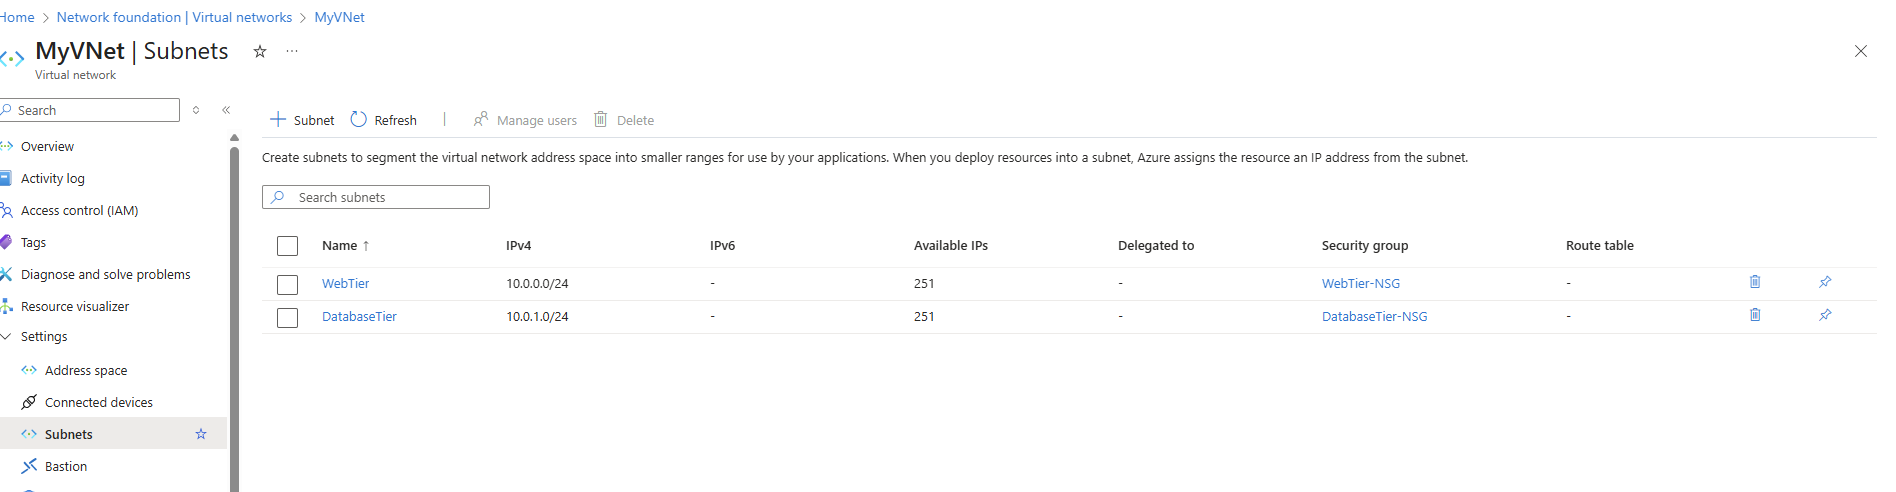 Home > Network foundation | Virtual networks > MyVNet
MyVNet | Subnets
Virtual network
Search
Overview
Activity log
Access control (IAM)
Tags
Diagnose and solve problems
Resource visualizer
Settings
Address space
Connected devices
Subnets
Bastion
+ Subnet Refresh | Manage users Delete
Create subnets to segment the virtual network address space into smaller ranges for use by your applications. When you deploy resources into a subnet, Azure assigns the resource an IP address from the subnet.
Search subnets
Name ↑ IPv4 IPv6 Available IPs Delegated to Security group Route table
WebTier 10.0.0.0/24 - 251 - WebTier-NSG -
DatabaseTier 10.0.1.0/24 - 251 - DatabaseTier-NSG -